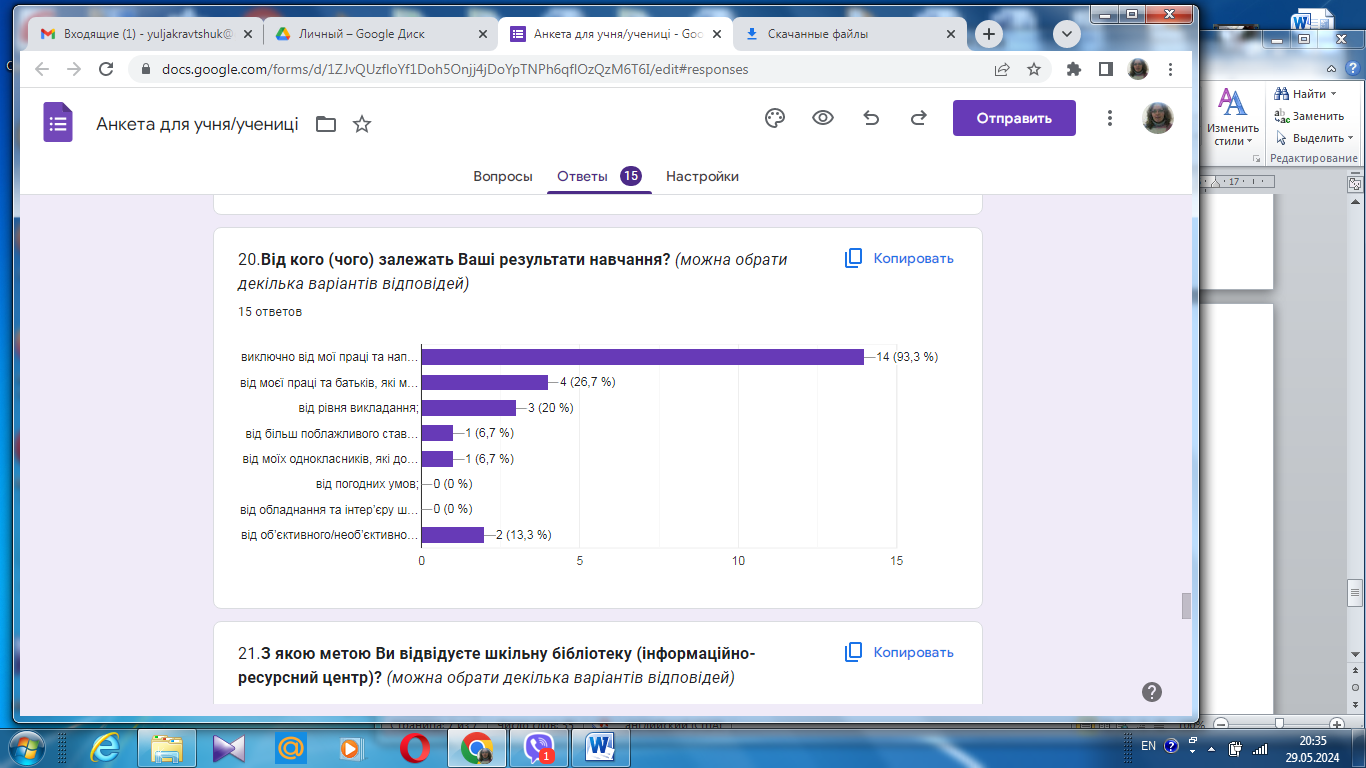 Входящие (1) - yuljakravtshuk@
Личный – Google Диск
Анкета для учня/учениці - Goo
Скачанные файлы
docs.google.com/forms/d/1ZJvQUzfloYf1Doh5Onjj4jDoYpTNPh6qflOzQzM6T6I/edit#responses
Анкета для учня/учениці
Отправить
Вопросы
Ответы 15
Настройки
20.Від кого (чого) залежать Ваші результати навчання? (можна обрати
декілька варіантів відповідей)
Копировать
15 ответов
виключно від мої праці та нап… 14 (93,3 %)
від моєї праці та батьків, які м… 4 (26,7 %)
від рівня викладання; 3 (20 %)
від більш поблажливого став… 1 (6,7 %)
від моїх однокласників, які до… 1 (6,7 %)
від погодних умов; 0 (0 %)
від обладнання та інтер’єру ш… 0 (0 %)
від об’єктивного/необ’єктивно… 2 (13,3 %)
0 5 10 15
21.З якою метою Ви відвідуєте шкільну бібліотеку (інформаційно-
ресурсний центр)? (можна обрати декілька варіантів відповідей)
Копировать
Изменить
стили
Найти
Заменить
Выделить
Редактирование
17
EN
20:35
29.05.2024